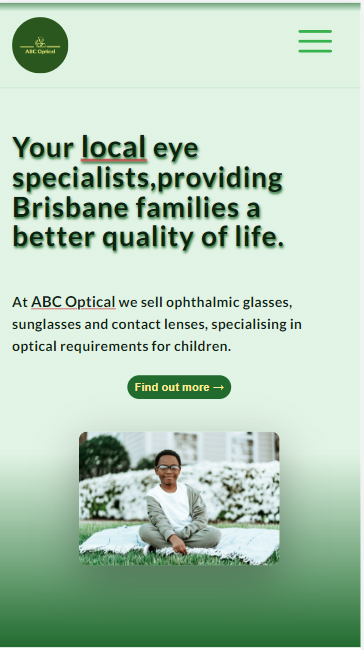 ABC Optical
Your local eye
specialists,providing
Brisbane families a
better quality of life.
At ABC Optical we sell ophthalmic glasses,
sunglasses and contact lenses, specialising in
optical requirements for children.
Find out more →